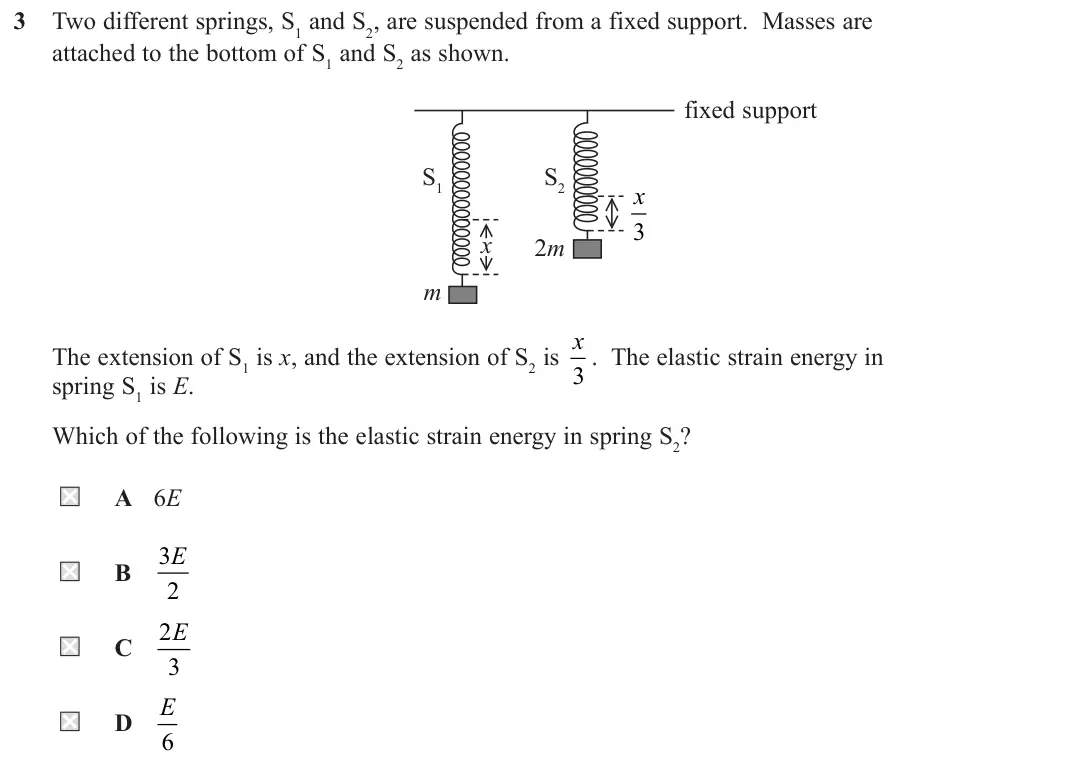 3 Two different springs, S₁ and S₂, are suspended from a fixed support. Masses are
attached to the bottom of S₁ and S₂ as shown.
fixed support
S₁
S₂
x
x/3
2m
m
The extension of S₁ is x, and the extension of S₂ is x/3. The elastic strain energy in
spring S₁ is E.
Which of the following is the elastic strain energy in spring S₂?
A 6E
B 3E/2
C 2E/3
D E/6